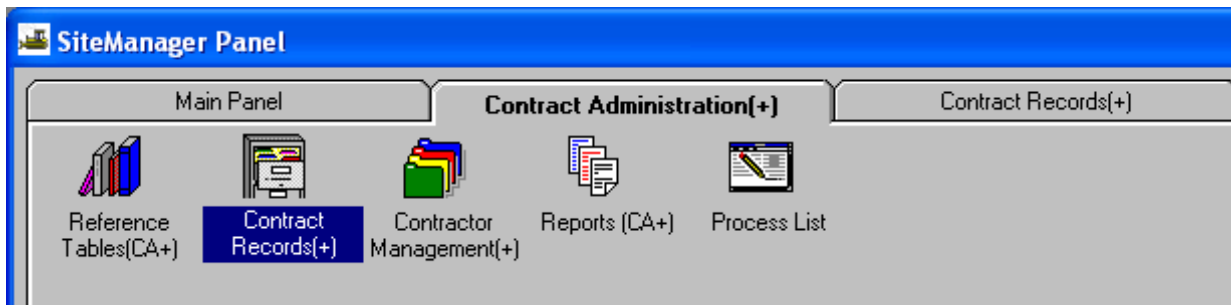 SiteManager Panel
Main Panel
Contract Administration(+)
Contract Records(+)
Reference
Tables(CA+)
Contract
Records(+)
Contractor
Management(+)
Reports (CA+)
Process List